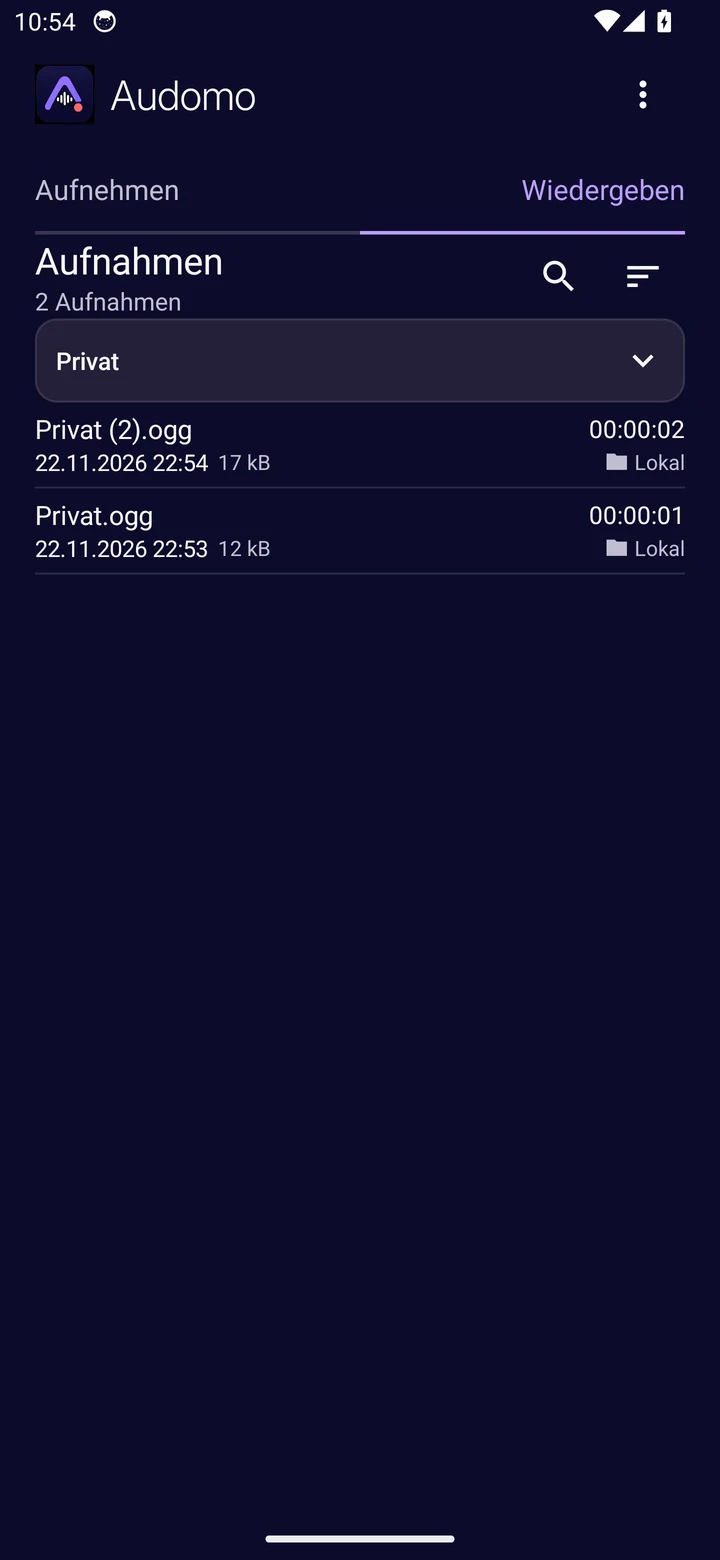 10:54
Audomo
Aufnehmen
Wiedergeben
Aufnahmen
2 Aufnahmen
Privat
Privat (2).ogg
00:00:02
22.11.2026 22:54 17 kB
Lokal
Privat.ogg
00:00:01
22.11.2026 22:53 12 kB
Lokal